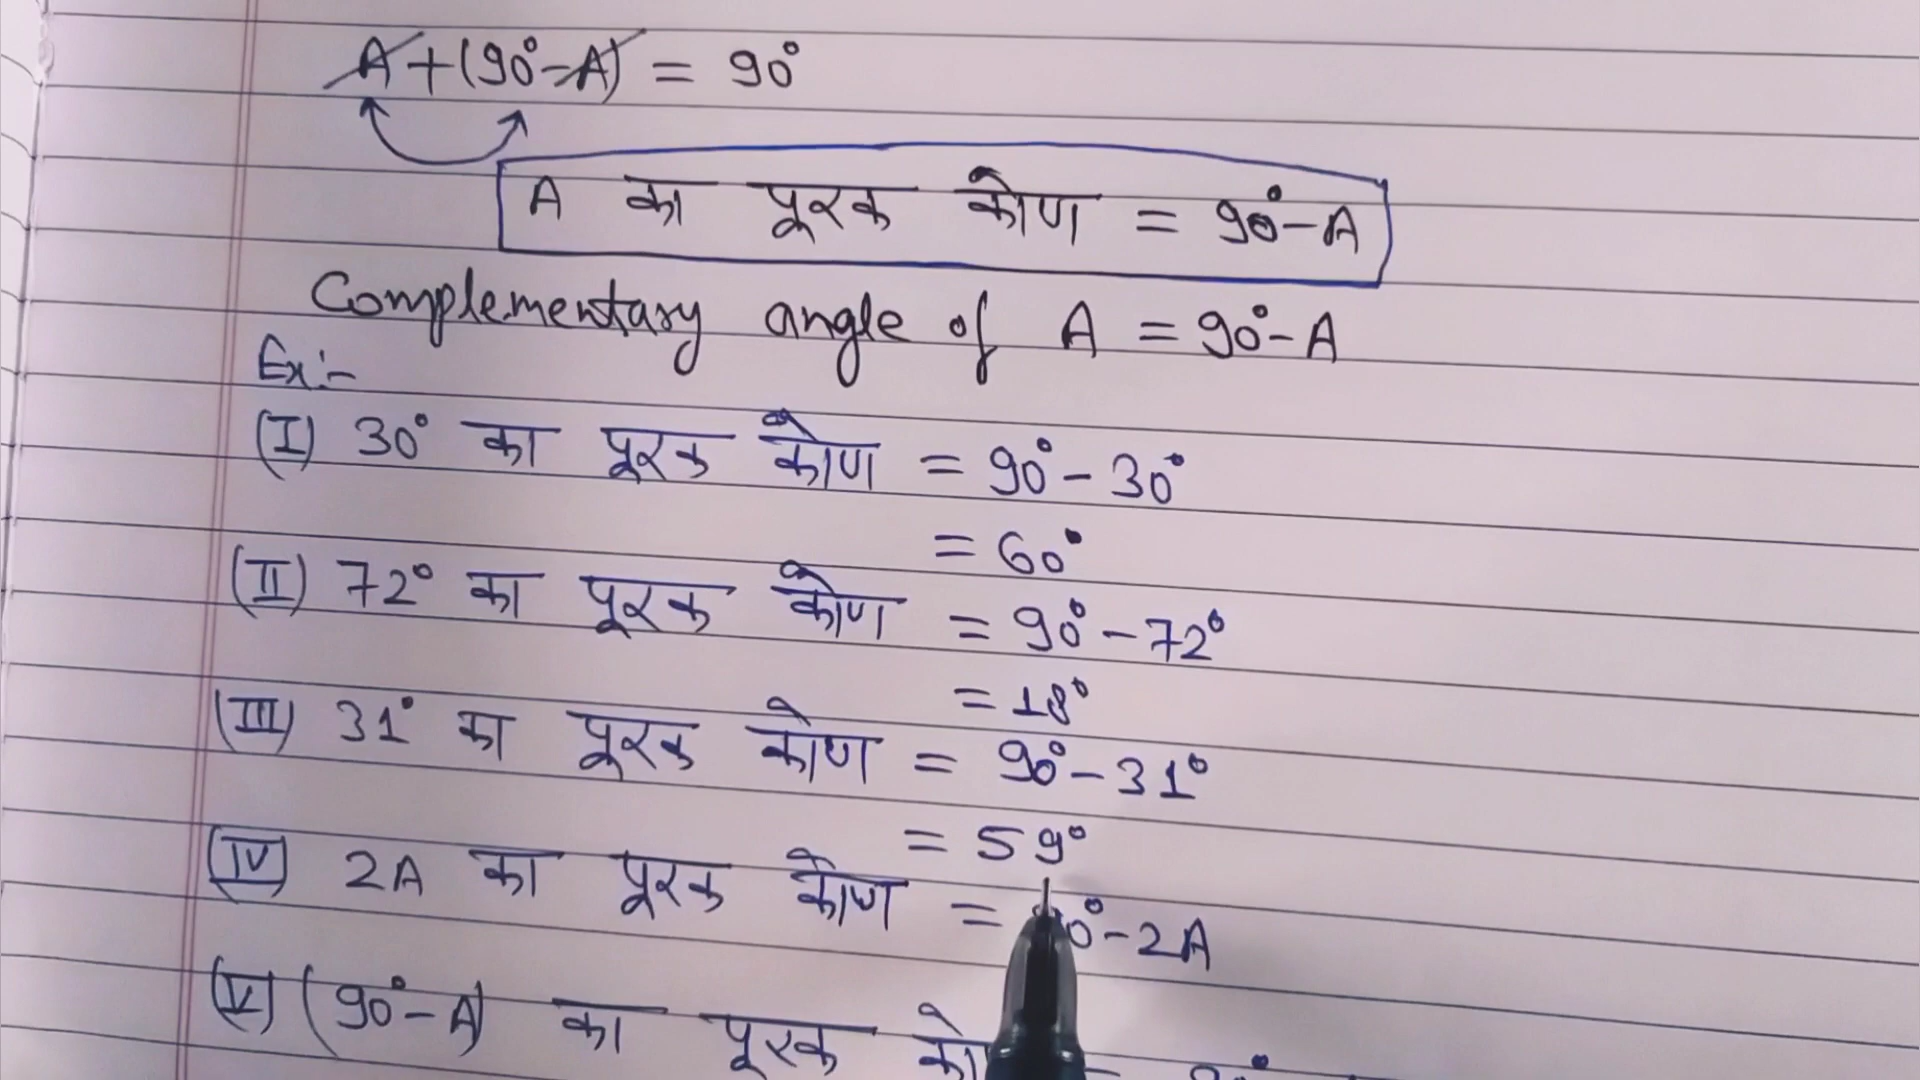 A + (90° - A) = 90°
A का पूरक कोण = 90° - A
Complementary angle of A = 90° - A
Ex:-
(I) 30° का पूरक कोण = 90° - 30°
= 60°
(II) 72° का पूरक कोण = 90° - 72°
= 18°
(III) 31° का पूरक कोण = 90° - 31°
= 59°
(IV) 2A का पूरक कोण = 90° - 2A
(V) (90° - A) का पूरक